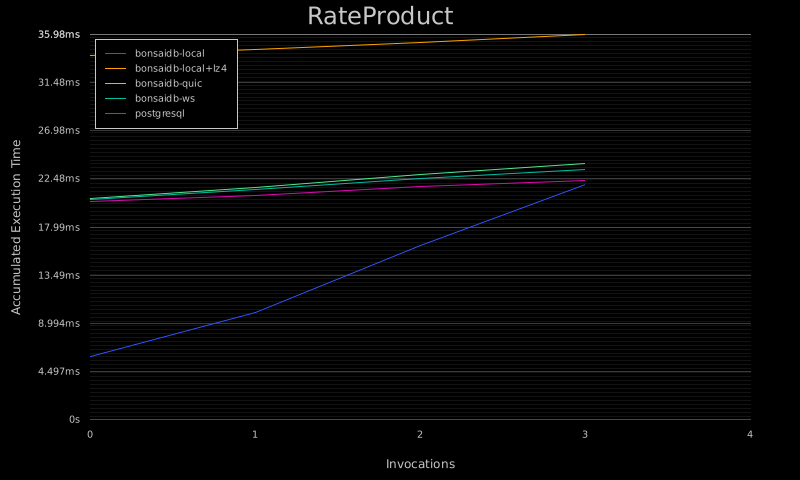 RateProduct
35.98ms
31.48ms
26.98ms
22.48ms
17.99ms
13.49ms
8.994ms
4.497ms
0s
Accumulated Execution Time
bonsaidb-local
bonsaidb-local+lz4
bonsaidb-quic
bonsaidb-ws
postgresql
0 1 2 3 4
Invocations